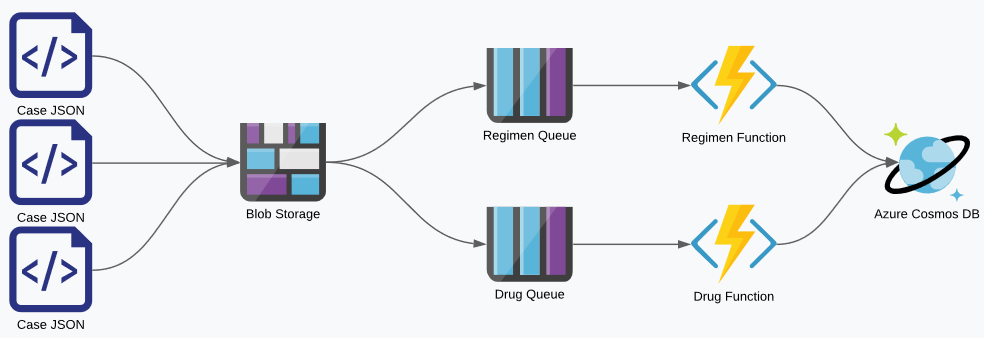 Case JSON
Case JSON
Case JSON
Blob Storage
Regimen Queue
Drug Queue
Regimen Function
Drug Function
Azure Cosmos DB